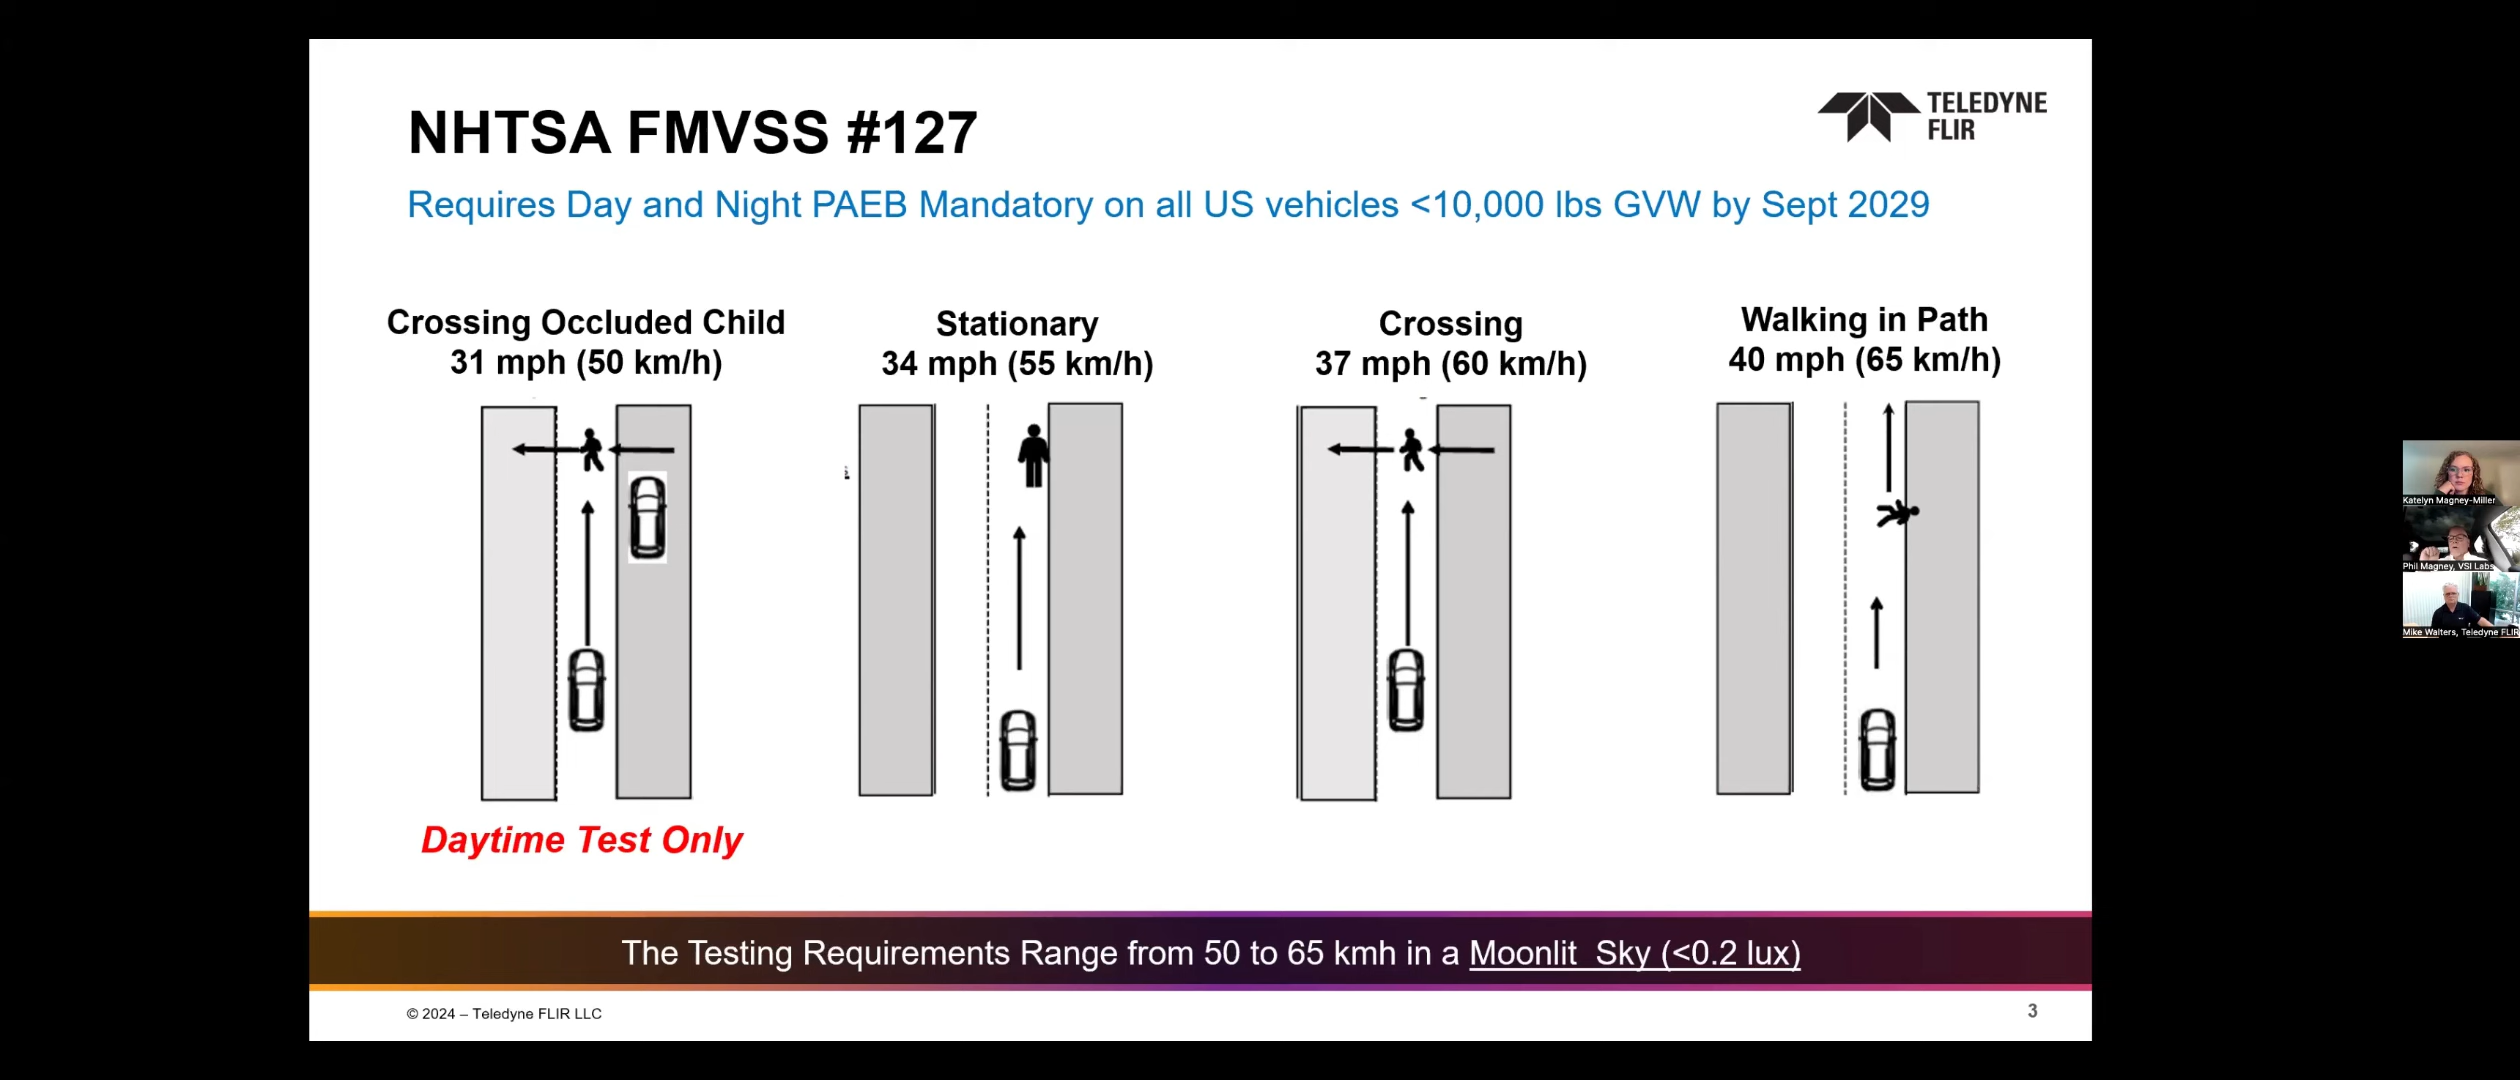 NHTSA FMVSS #127
TELEDYNE
FLIR
Requires Day and Night PAEB Mandatory on all US vehicles <10,000 lbs GVW by Sept 2029
Crossing Occluded Child
31 mph (50 km/h)
Stationary
34 mph (55 km/h)
Crossing
37 mph (60 km/h)
Walking in Path
40 mph (65 km/h)
Daytime Test Only
The Testing Requirements Range from 50 to 65 kmh in a Moonlit Sky (<0.2 lux)
© 2024 – Teledyne FLIR LLC
3
Katelyn Magney-Miller
Phil Magney, VSI Labs
Mike Walters, Teledyne FLIR